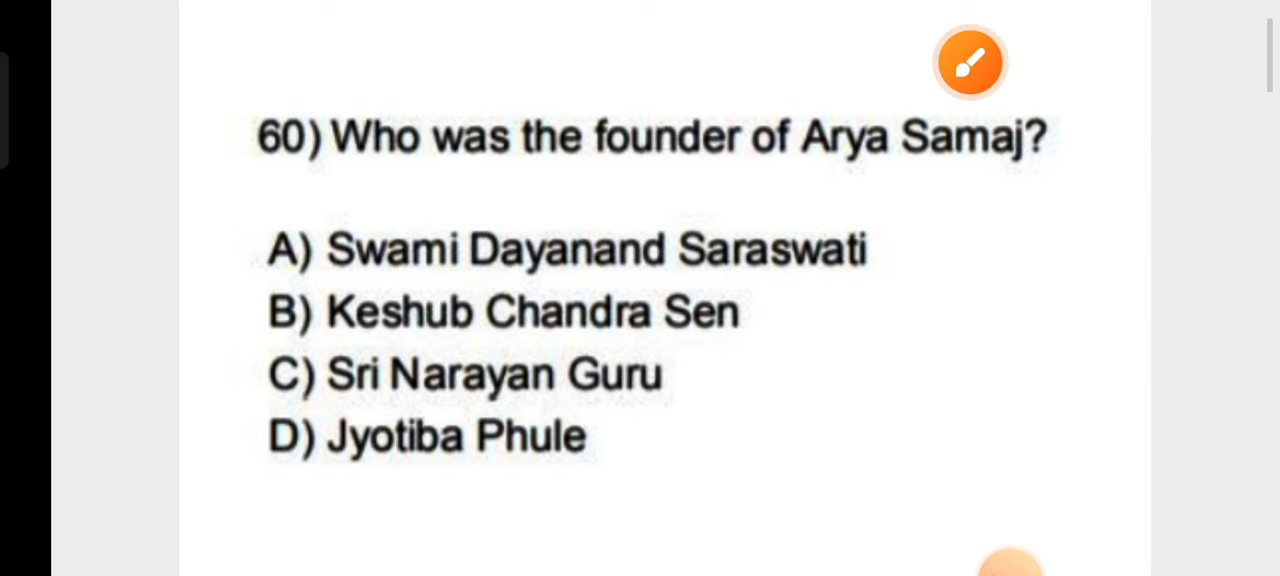 60) Who was the founder of Arya Samaj?
A) Swami Dayanand Saraswati
B) Keshub Chandra Sen
C) Sri Narayan Guru
D) Jyotiba Phule